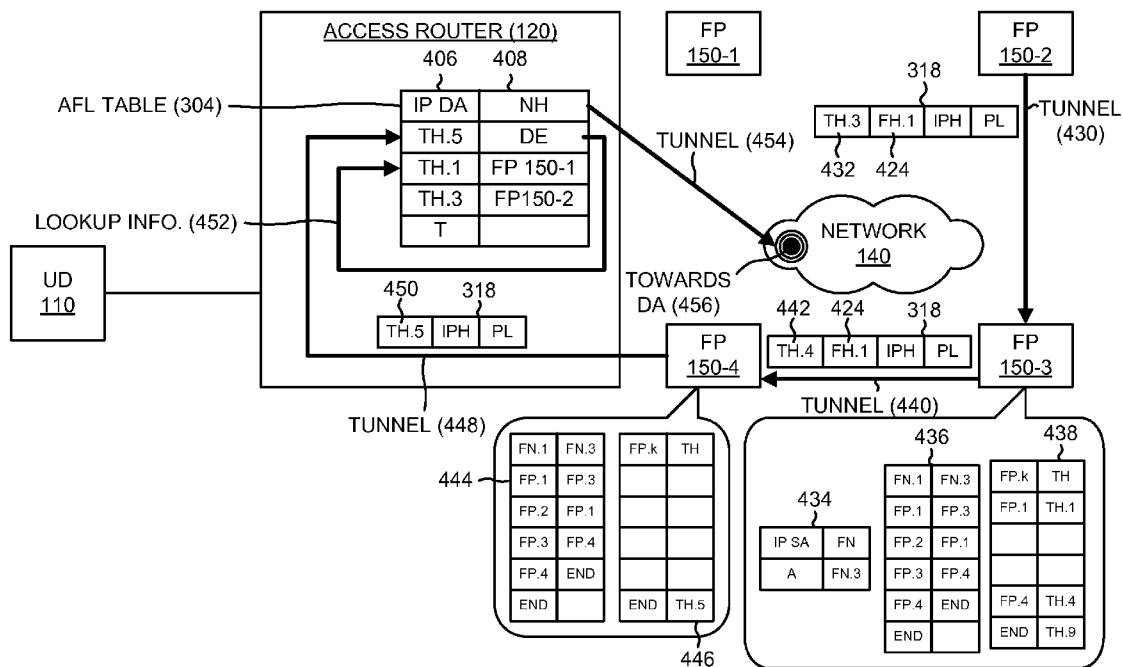 ACCESS ROUTER (120)
406
408
AFL TABLE (304)
IP DA NH
TH.5 DE
TH.1 FP 150-1
TH.3 FP150-2
T
LOOKUP INFO. (452)
UD
110
450
318
TH.5 IPH PL
TUNNEL (448)
FP
150-1
FP
150-2
318
TH.3 FH.1 IPH PL
432
424
TUNNEL
(430)
TUNNEL (454)
NETWORK
140
TOWARDS
DA (456)
442
424
318
TH.4 FH.1 IPH PL
FP
150-4
FP
150-3
TUNNEL (440)
444
FN.1 FN.3
FP.1 FP.3
FP.2 FP.1
FP.3 FP.4
FP.4 END
END
FP.k TH
END TH.5
446
434
IP SA FN
A FN.3
436
FN.1 FN.3
FP.1 FP.3
FP.2 FP.1
FP.3 FP.4
FP.4 END
END
438
FP.k TH
FP.1 TH.1
FP.4 TH.4
END TH.9